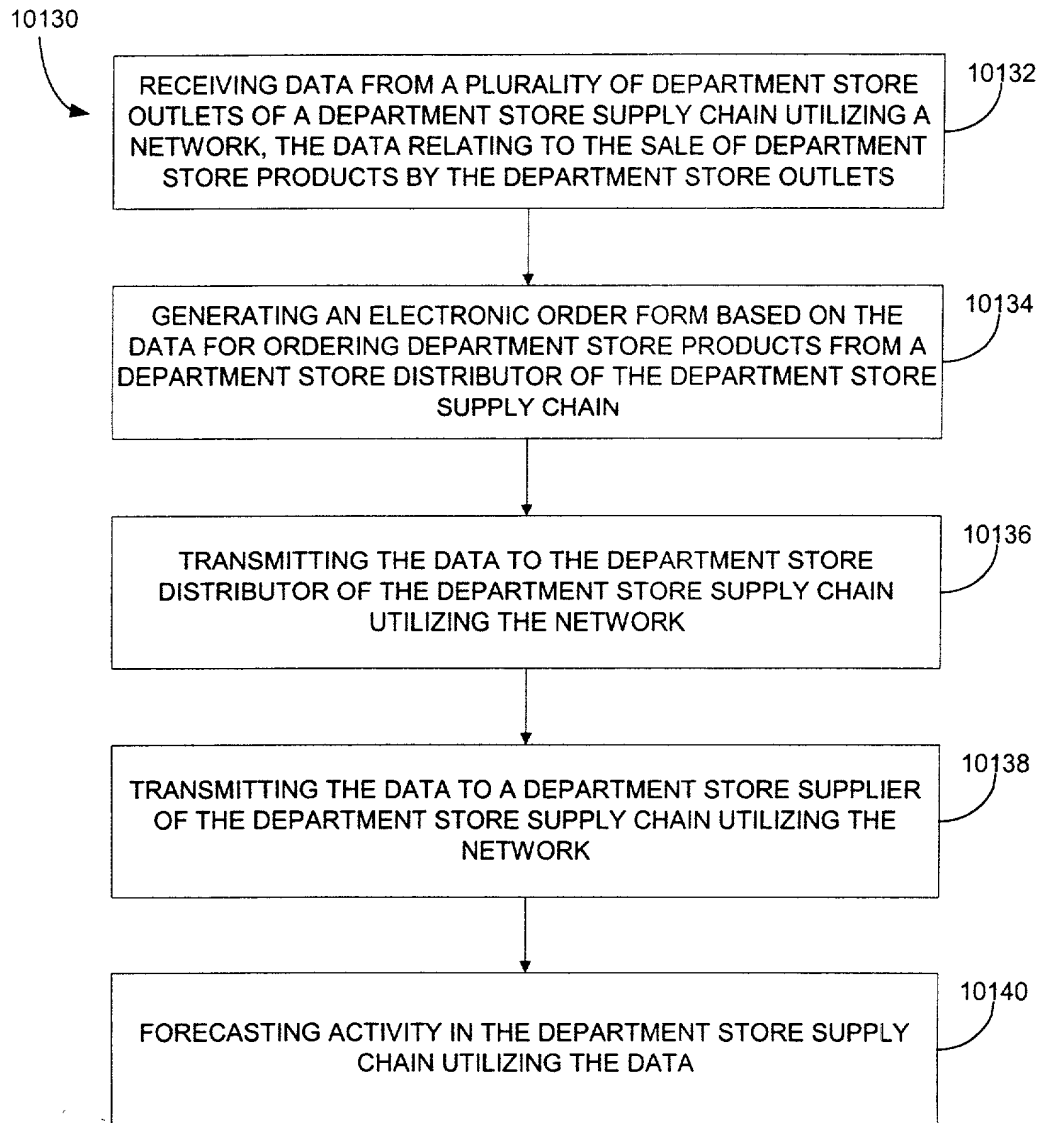 10130
RECEIVING DATA FROM A PLURALITY OF DEPARTMENT STORE
OUTLETS OF A DEPARTMENT STORE SUPPLY CHAIN UTILIZING A
NETWORK, THE DATA RELATING TO THE SALE OF DEPARTMENT
STORE PRODUCTS BY THE DEPARTMENT STORE OUTLETS
10132
GENERATING AN ELECTRONIC ORDER FORM BASED ON THE
DATA FOR ORDERING DEPARTMENT STORE PRODUCTS FROM A
DEPARTMENT STORE DISTRIBUTOR OF THE DEPARTMENT STORE
SUPPLY CHAIN
10134
TRANSMITTING THE DATA TO THE DEPARTMENT STORE
DISTRIBUTOR OF THE DEPARTMENT STORE SUPPLY CHAIN
UTILIZING THE NETWORK
10136
TRANSMITTING THE DATA TO A DEPARTMENT STORE SUPPLIER
OF THE DEPARTMENT STORE SUPPLY CHAIN UTILIZING THE
NETWORK
10138
FORECASTING ACTIVITY IN THE DEPARTMENT STORE SUPPLY
CHAIN UTILIZING THE DATA
10140